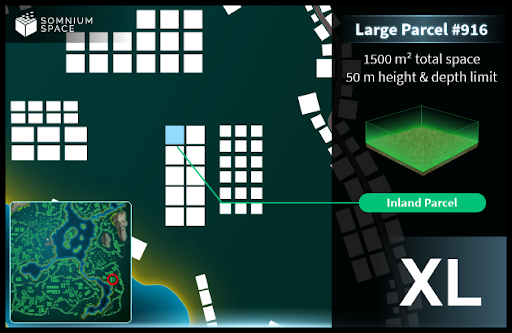 SOMNIUM
SPACE
Large Parcel #916
1500 m² total space
50 m height & depth limit
Inland Parcel
XL